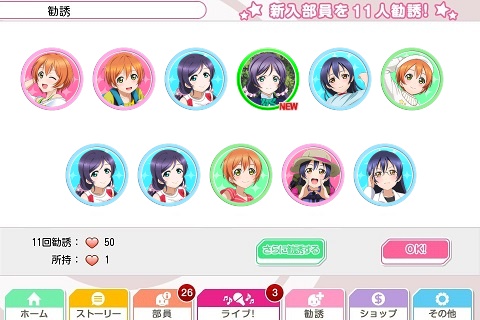 勧誘
新入部員を11人勧誘!
NEW
11回勧誘: 50
所持: 1
さらに勧誘する
OK!
26
3
ホーム
ストーリー
部員
ライブ!
勧誘
ショップ
その他